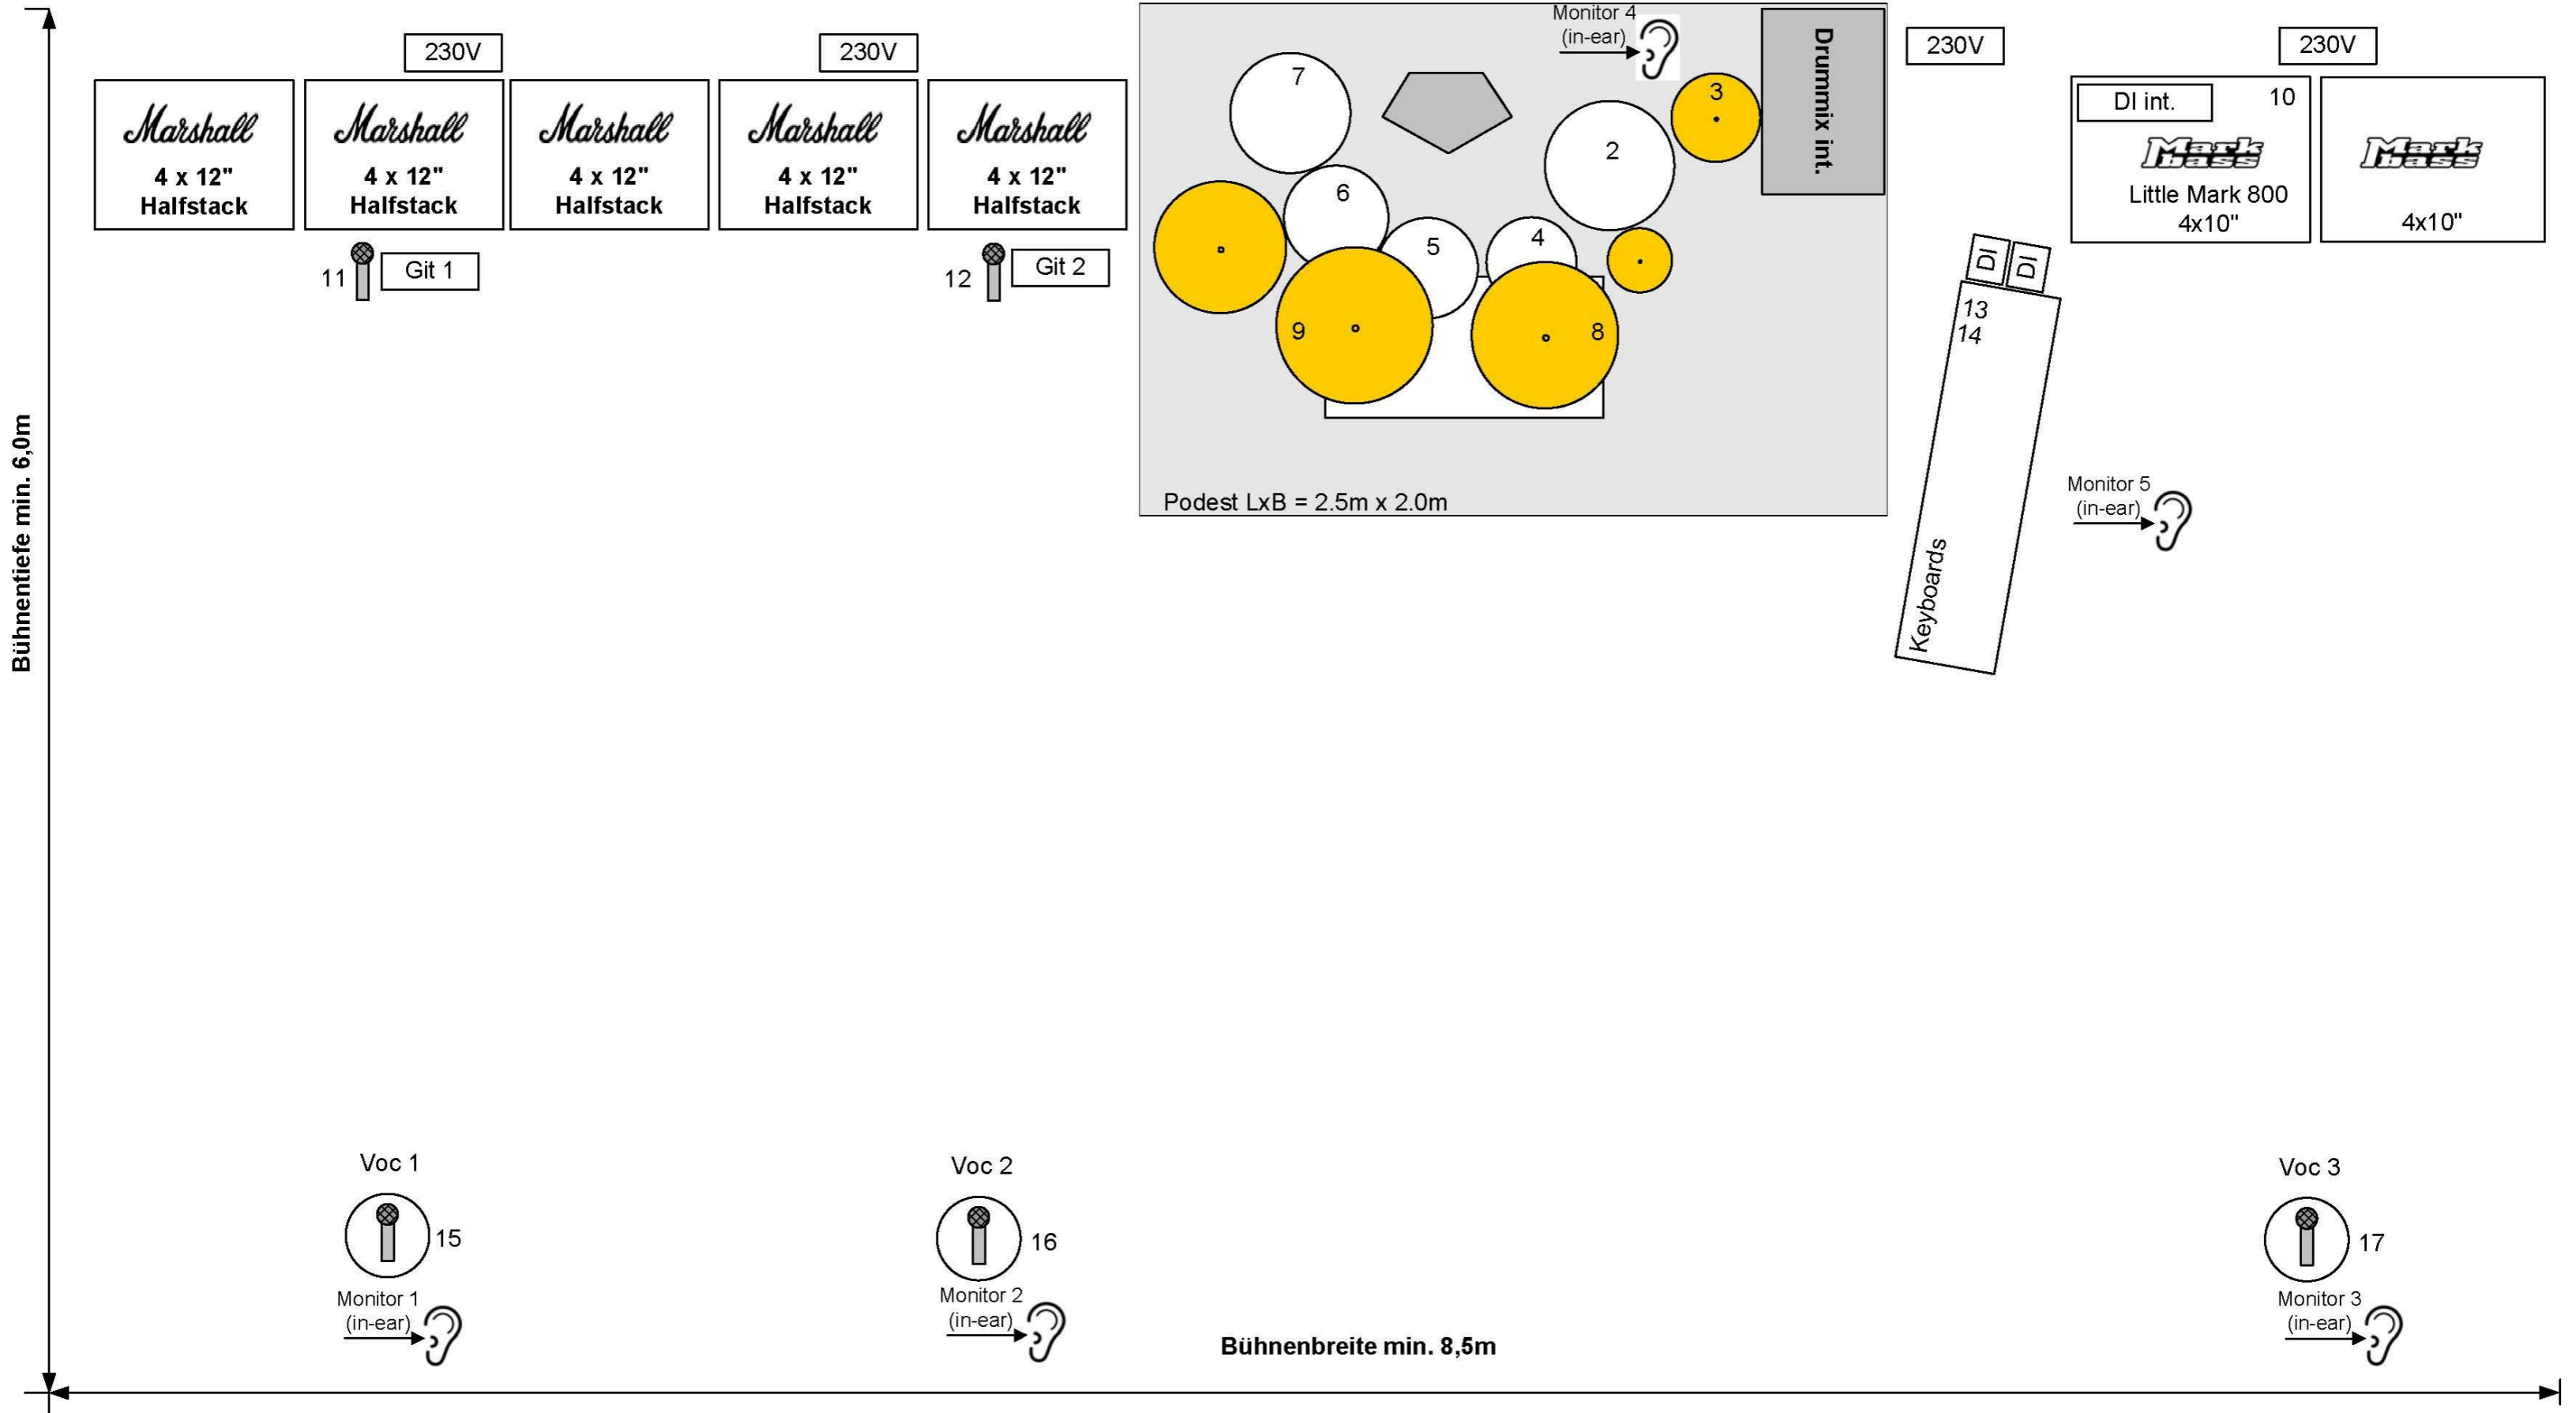 Monitor 4
(in-ear)
230V
230V
230V
230V
Marshall
4 x 12"
Halfstack
Marshall
4 x 12"
Halfstack
Marshall
4 x 12"
Halfstack
Marshall
4 x 12"
Halfstack
Marshall
4 x 12"
Halfstack
7
6
5
4
2
3
9
8
Drummix int.
DI int.
10
Mark
bass
Little Mark 800
4x10"
Mark
bass
4x10"
11
Git 1
12
Git 2
DI
DI
13
14
Keyboards
Monitor 5
(in-ear)
Podest LxB = 2.5m x 2.0m
Bühnentiefe min. 6,0m
Voc 1
15
Monitor 1
(in-ear)
Voc 2
16
Monitor 2
(in-ear)
Voc 3
17
Monitor 3
(in-ear)
Bühnenbreite min. 8,5m